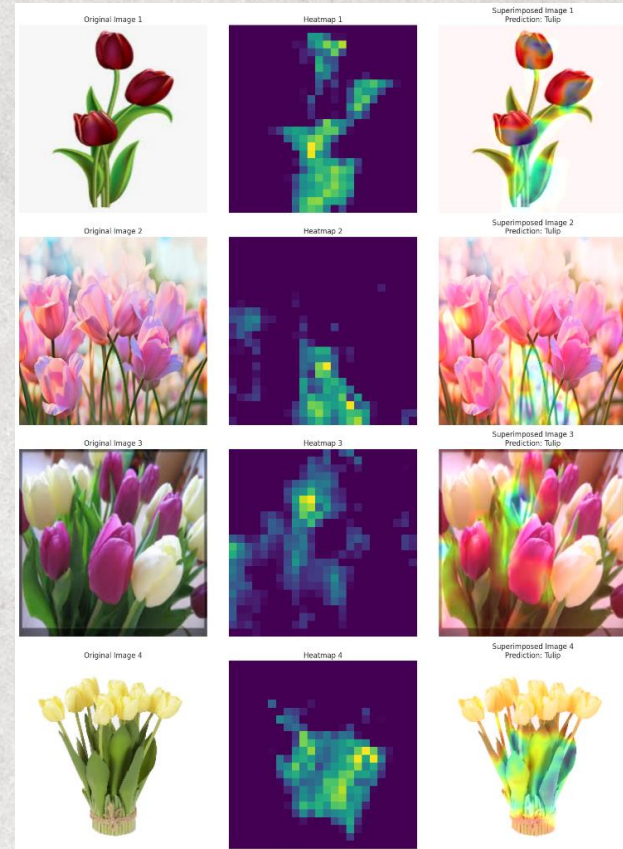 Original Image 1
Heatmap 1
Superimposed Image 1
Prediction: Tulip
Original Image 2
Heatmap 2
Superimposed Image 2
Prediction: Tulip
Original Image 3
Heatmap 3
Superimposed Image 3
Prediction: Tulip
Original Image 4
Heatmap 4
Superimposed Image 4
Prediction: Tulip